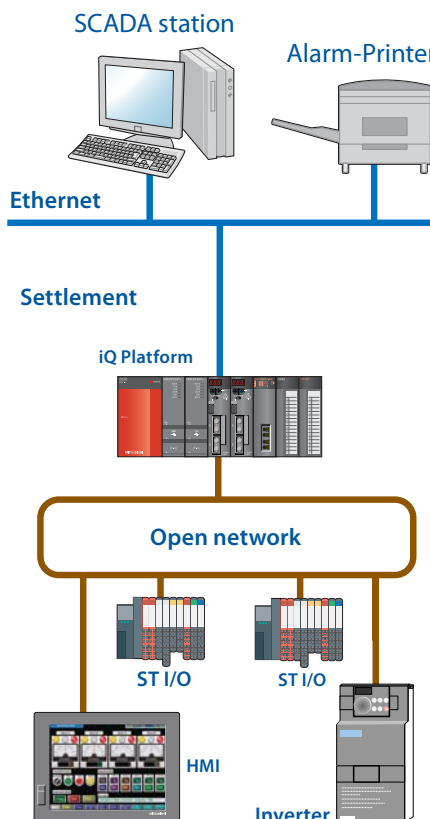 SCADA station
Alarm-Printer
Ethernet
Settlement
iQ Platform
Open network
ST I/O
ST I/O
HMI
Inverter